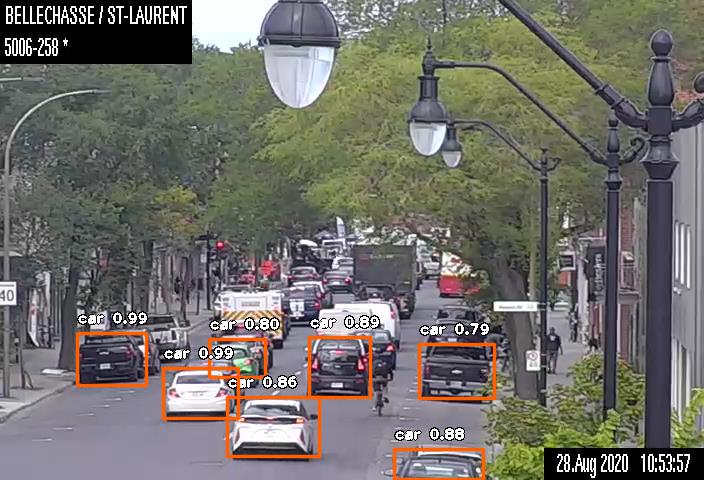 BELLECHASSE / ST-LAURENT
5006-258 *
40
car 0.99
car 0.80
car 0.89
car 0.79
car 0.99
car 0.86
car 0.88
28.Aug 2020 10:53:57